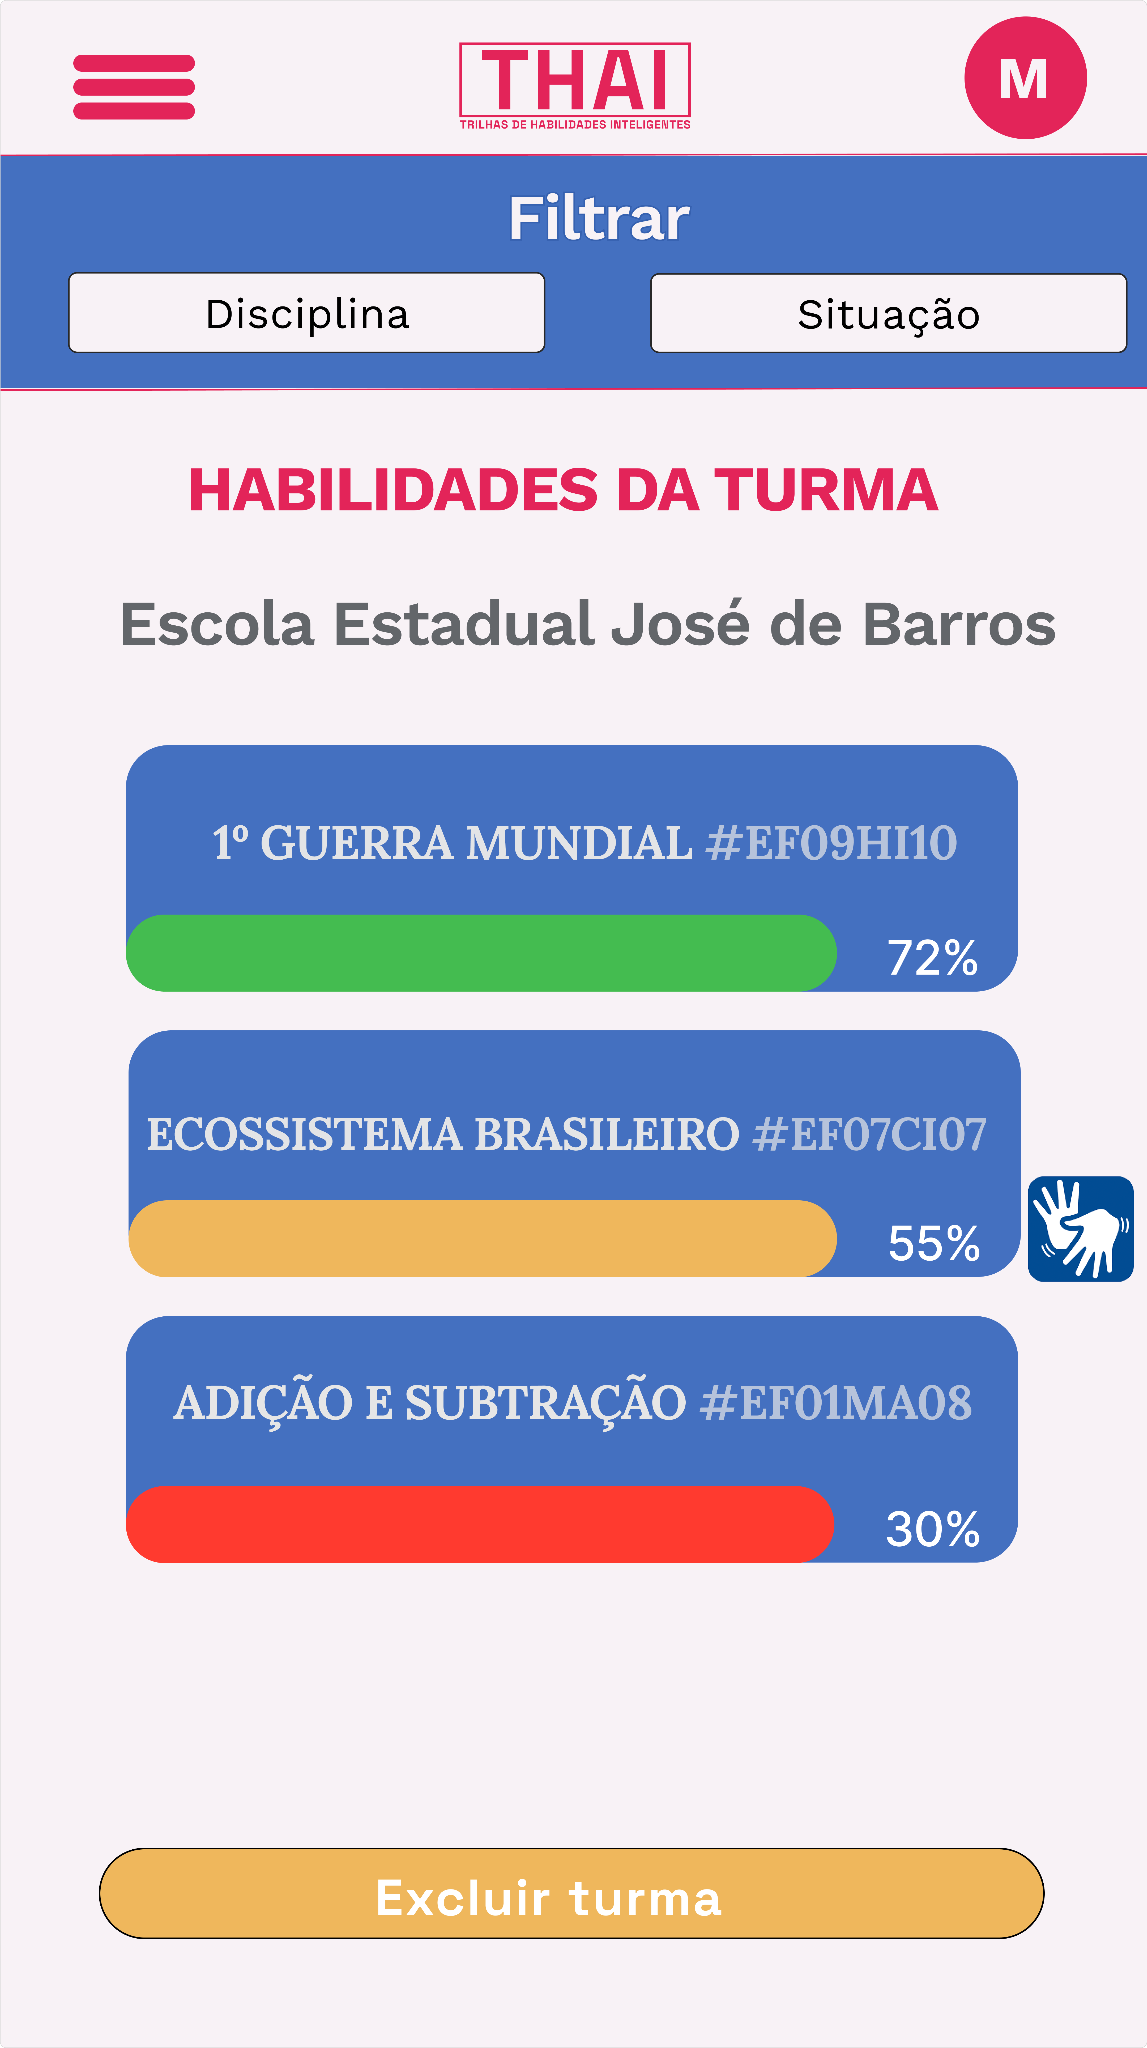 THAI
TRILHAS DE HABILIDADES INTELIGENTES
M
Filtrar
Disciplina
Situação
HABILIDADES DA TURMA
Escola Estadual José de Barros
1º GUERRA MUNDIAL #EF09HI10
72%
ECOSSISTEMA BRASILEIRO #EF07CI07
55%
ADIÇÃO E SUBTRAÇÃO #EF01MA08
30%
Excluir turma